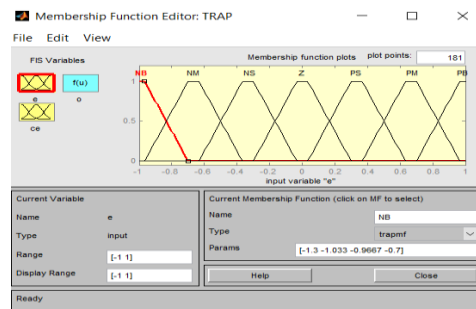 Membership Function Editor: TRAP
File Edit View
FIS Variables
Membership function plots
plot points: 181
f(u)
e
o
ce
NB NM NS Z PS PM PB
1
0.5
0
-1 -0.8 -0.6 -0.4 -0.2 0 0.2 0.4 0.6 0.8 1
input variable "e"
Current Variable
Name e
Type input
Range [-1 1]
Display Range [-1 1]
Current Membership Function (click on MF to select)
Name NB
Type trapmf
Params [-1.3 -1.033 -0.9667 -0.7]
Help Close
Ready